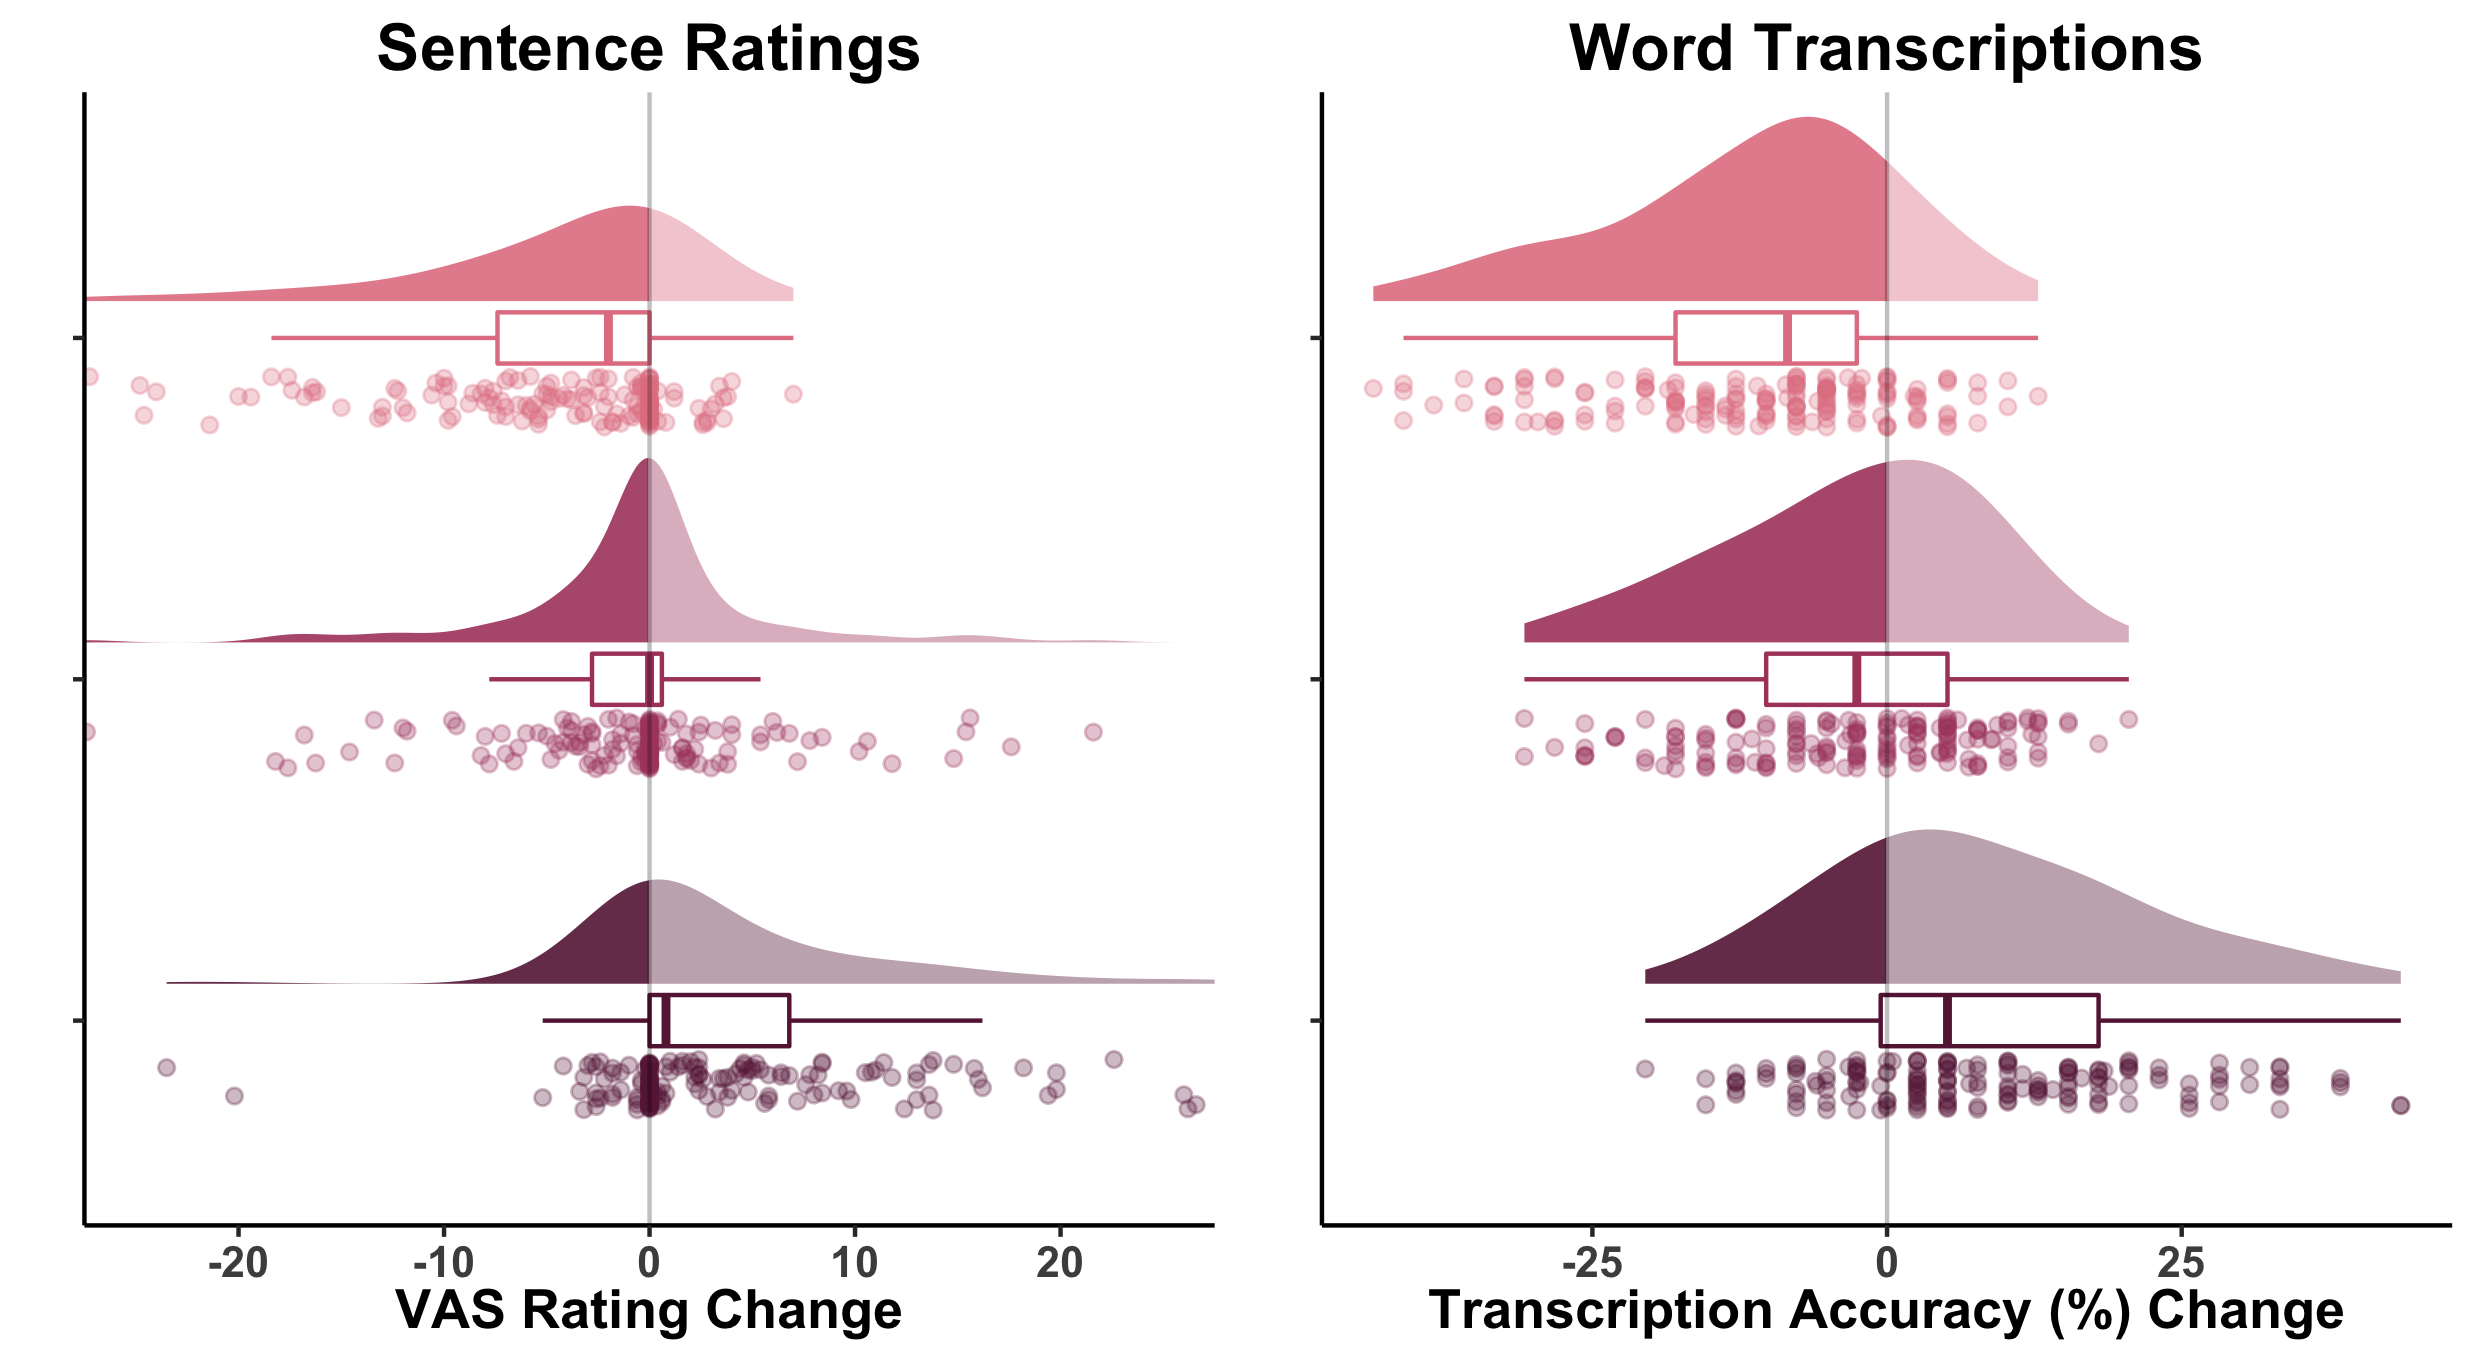 Sentence Ratings
Word Transcriptions
-20 -10 0 10 20
-25 0 25
VAS Rating Change
Transcription Accuracy (%) Change